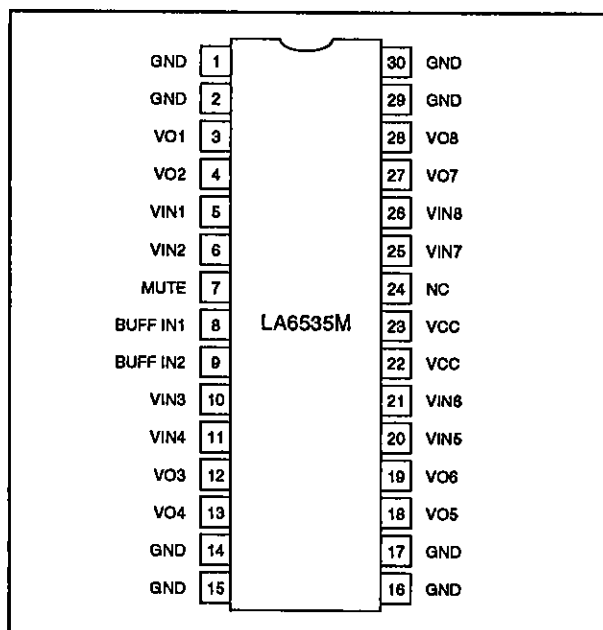 GND 1 30 GND
GND 2 29 GND
VO1 3 28 VO8
VO2 4 27 VO7
VIN1 5 26 VIN8
VIN2 6 25 VIN7
MUTE 7 24 NC
BUFF IN1 8 LA6535M 23 VCC
BUFF IN2 9 22 VCC
VIN3 10 21 VIN6
VIN4 11 20 VIN5
VO3 12 19 VO6
VO4 13 18 VO5
GND 14 17 GND
GND 15 16 GND